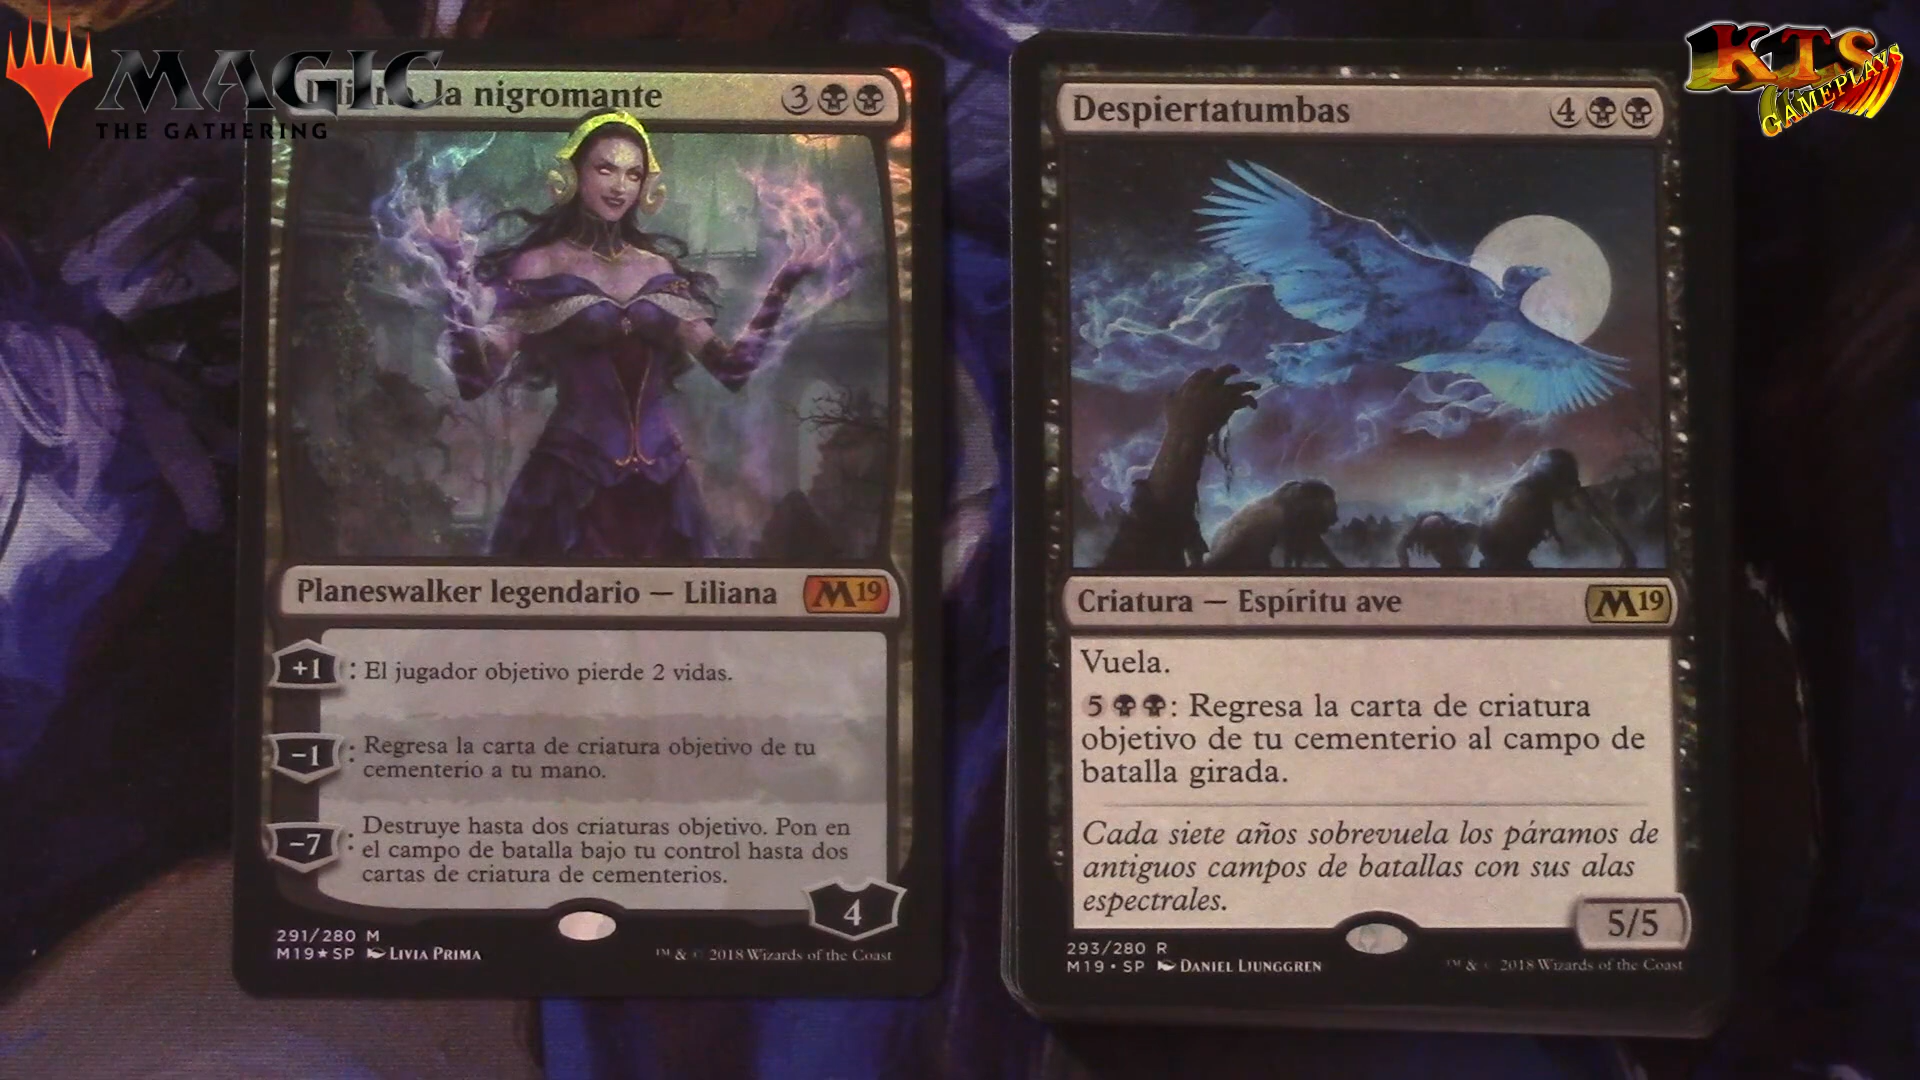 MAGIC
THE GATHERING
KTS
GAMEPLAYS
la nigromante 3
Planeswalker legendario — Liliana M19
+1 : El jugador objetivo pierde 2 vidas.
−1 : Regresa la carta de criatura objetivo de tu
cementerio a tu mano.
−7 : Destruye hasta dos criaturas objetivo. Pon en
el campo de batalla bajo tu control hasta dos
cartas de criatura de cementerios.
4
291/280 M
M19★SP LIVIA PRIMA
™ & © 2018 Wizards of the Coast
Despiertatumbas 4
Criatura — Espíritu ave M19
Vuela.
5 : Regresa la carta de criatura
objetivo de tu cementerio al campo de
batalla girada.
Cada siete años sobrevuela los páramos de
antiguos campos de batallas con sus alas
espectrales.
5/5
293/280 R
M19 • SP DANIEL LJUNGGREN
™ & © 2018 Wizards of the Coast